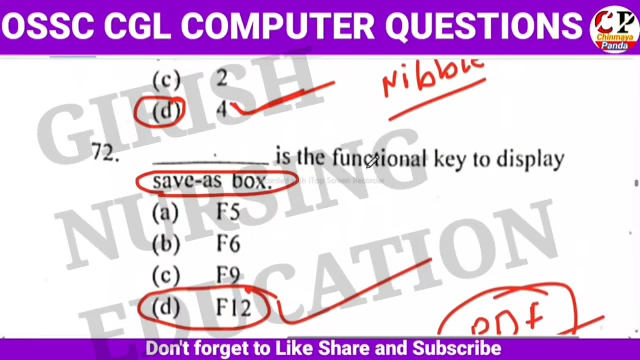 OSSC CGL COMPUTER QUESTIONS
CP
Chinmaya
Panda
(c) 2
(d) 4
Nibble
72. ________ is the functional key to display
save-as box.
(a) F5
(b) F6
(c) F9
(d) F12
PDF
GIRISH
NURSING
EDUCATION
Don't forget to Like Share and Subscribe